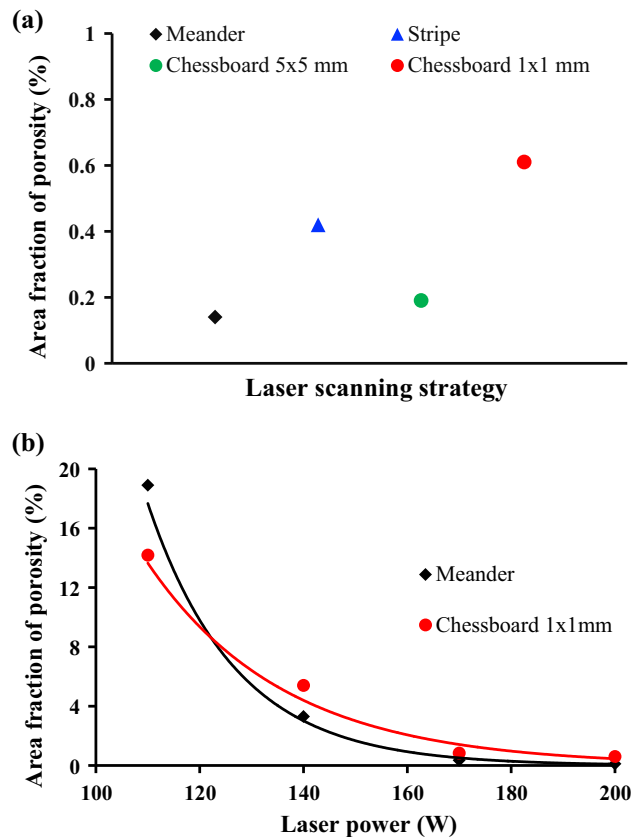 (a)
Area fraction of porosity (%)
1
0.8
0.6
0.4
0.2
0
Meander
Stripe
Chessboard 5x5 mm
Chessboard 1x1 mm
Laser scanning strategy
(b)
Area fraction of porosity (%)
20
16
12
8
4
0
Meander
Chessboard 1x1mm
100 120 140 160 180 200
Laser power (W)